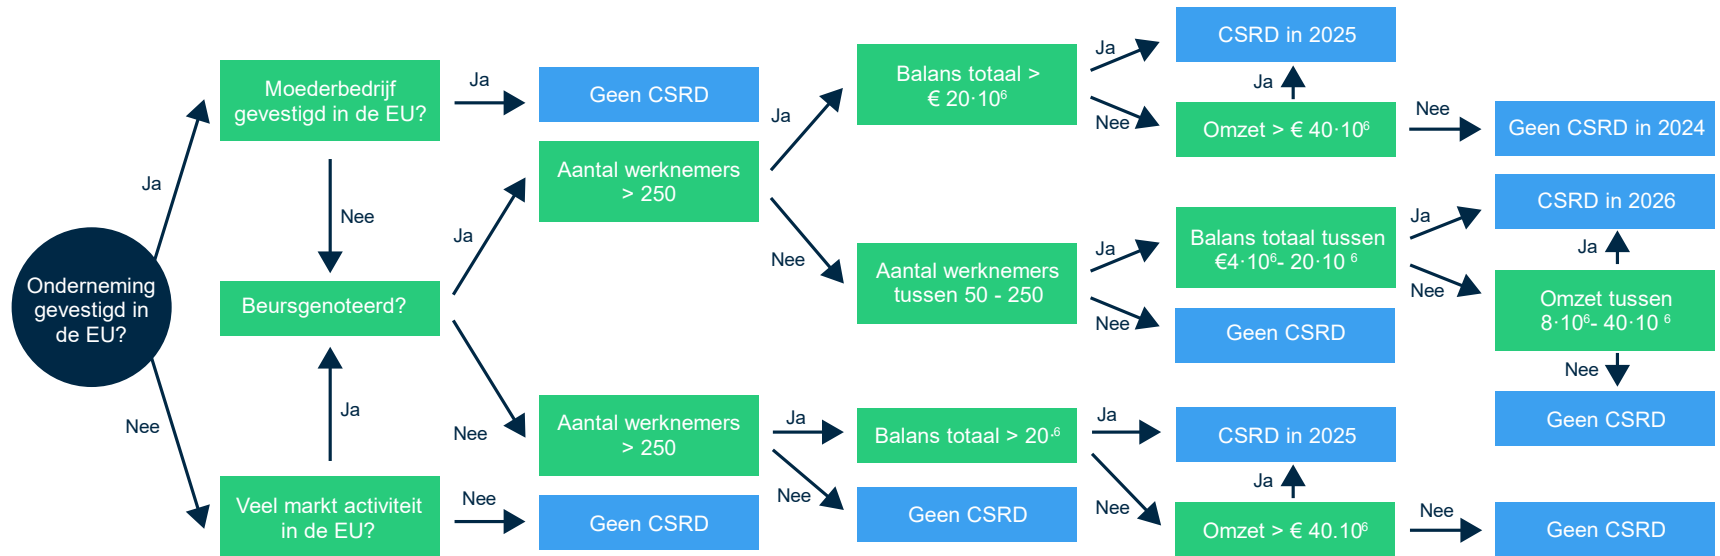 Onderneming
gevestigd in
de EU?
Ja
Nee
Moederbedrijf
gevestigd in de EU?
Ja
Nee
Beursgenoteerd?
Ja
Nee
Ja
Veel markt activiteit
in de EU?
Nee
Geen CSRD
Aantal werknemers
> 250
Ja
Nee
Aantal werknemers
> 250
Ja
Nee
Geen CSRD
Balans totaal >
€ 20·10⁶
Ja
Nee
Aantal werknemers
tussen 50 - 250
Ja
Nee
Balans totaal > 20·⁶
Ja
Nee
Geen CSRD
CSRD in 2025
Ja
Omzet > € 40·10⁶
Nee
Geen CSRD in 2024
Balans totaal tussen
€4·10⁶- 20·10 ⁶
Ja
Nee
Geen CSRD
CSRD in 2026
Ja
Omzet tussen
8·10⁶- 40·10 ⁶
Nee
Geen CSRD
CSRD in 2025
Ja
Omzet > € 40.10⁶
Nee
Geen CSRD